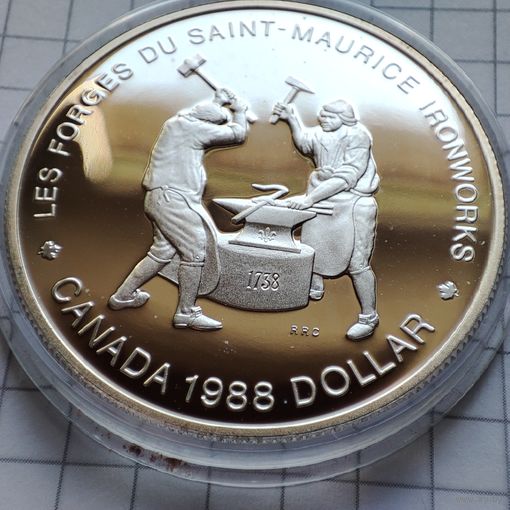 LES FORGES DU SAINT-MAURICE IRONWORKS
1738
RRC
CANADA 1988 DOLLAR